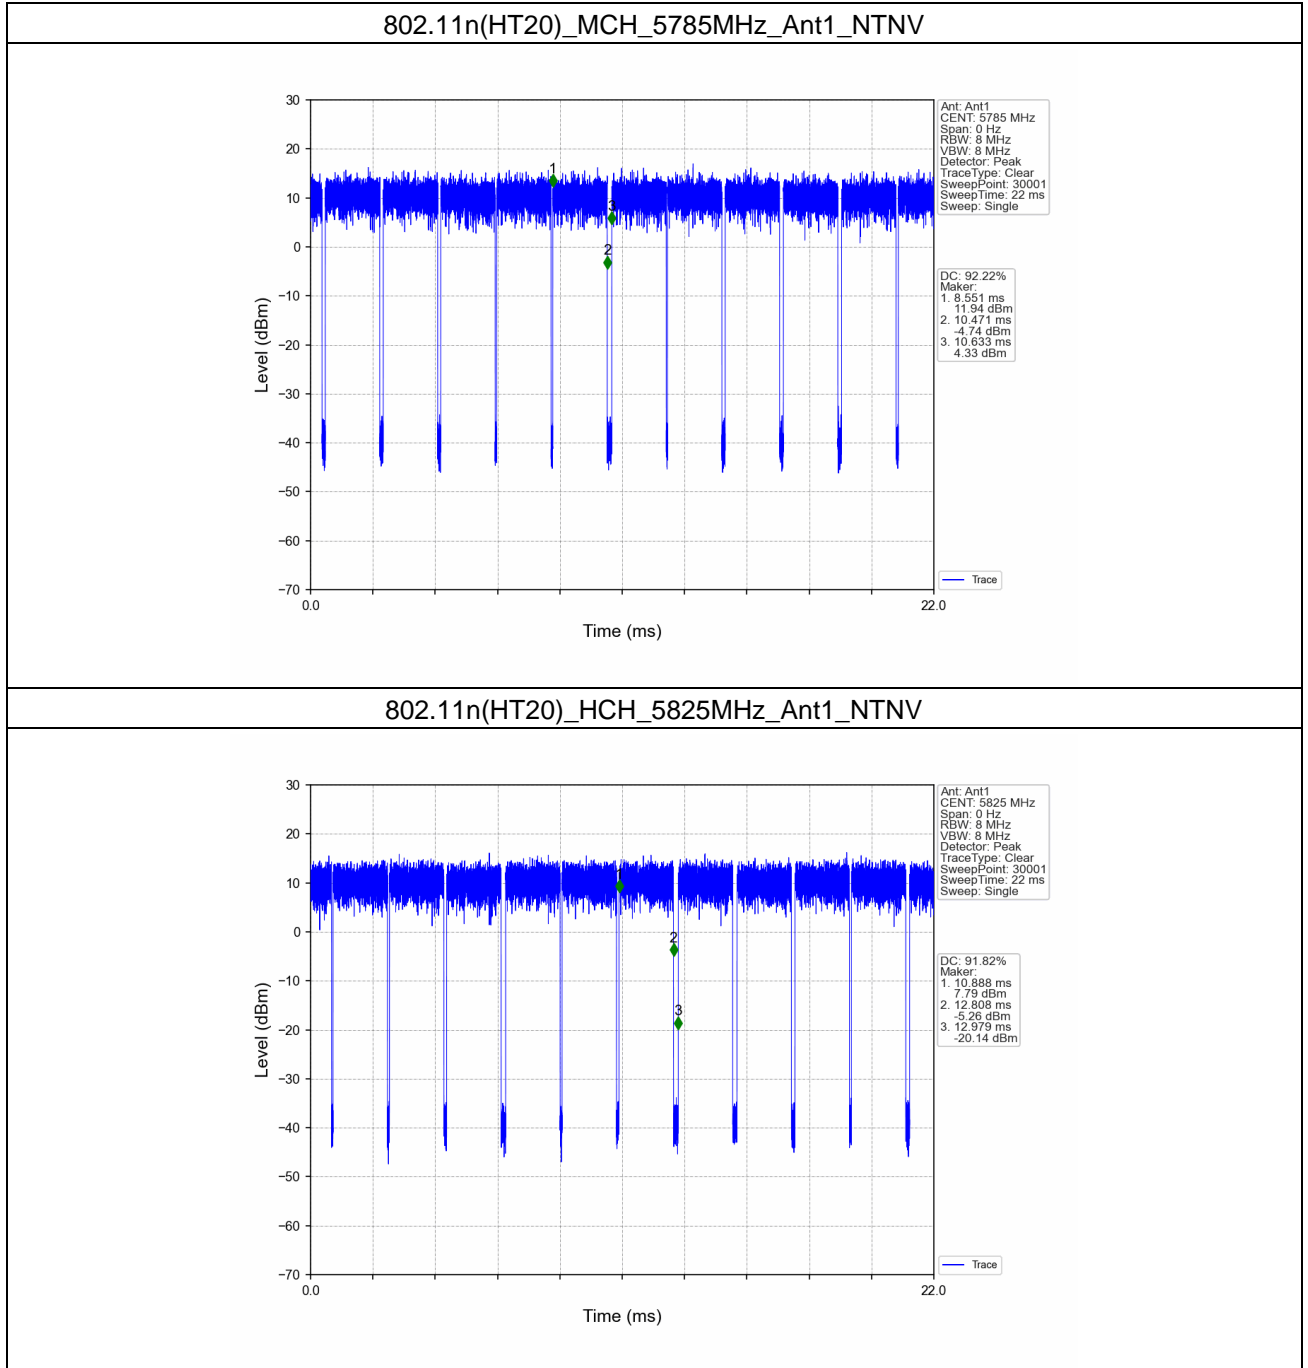 802.11n(HT20)_MCH_5785MHz_Ant1_NTNV
30
20
10
0
−10
−20
−30
−40
−50
−60
−70
Level (dBm)
0.0
22.0
Time (ms)
1
2
3
Ant: Ant1
CENT: 5785 MHz
Span: 0 Hz
RBW: 8 MHz
VBW: 8 MHz
Detector: Peak
TraceType: Clear
SweepPoint: 30001
SweepTime: 22 ms
Sweep: Single
DC: 92.22%
Maker:
1. 8.551 ms
11.94 dBm
2. 10.471 ms
-4.74 dBm
3. 10.633 ms
4.33 dBm
Trace
802.11n(HT20)_HCH_5825MHz_Ant1_NTNV
30
20
10
0
−10
−20
−30
−40
−50
−60
−70
Level (dBm)
0.0
22.0
Time (ms)
1
2
3
Ant: Ant1
CENT: 5825 MHz
Span: 0 Hz
RBW: 8 MHz
VBW: 8 MHz
Detector: Peak
TraceType: Clear
SweepPoint: 30001
SweepTime: 22 ms
Sweep: Single
DC: 91.82%
Maker:
1. 10.888 ms
7.79 dBm
2. 12.808 ms
-5.26 dBm
3. 12.979 ms
-20.14 dBm
Trace